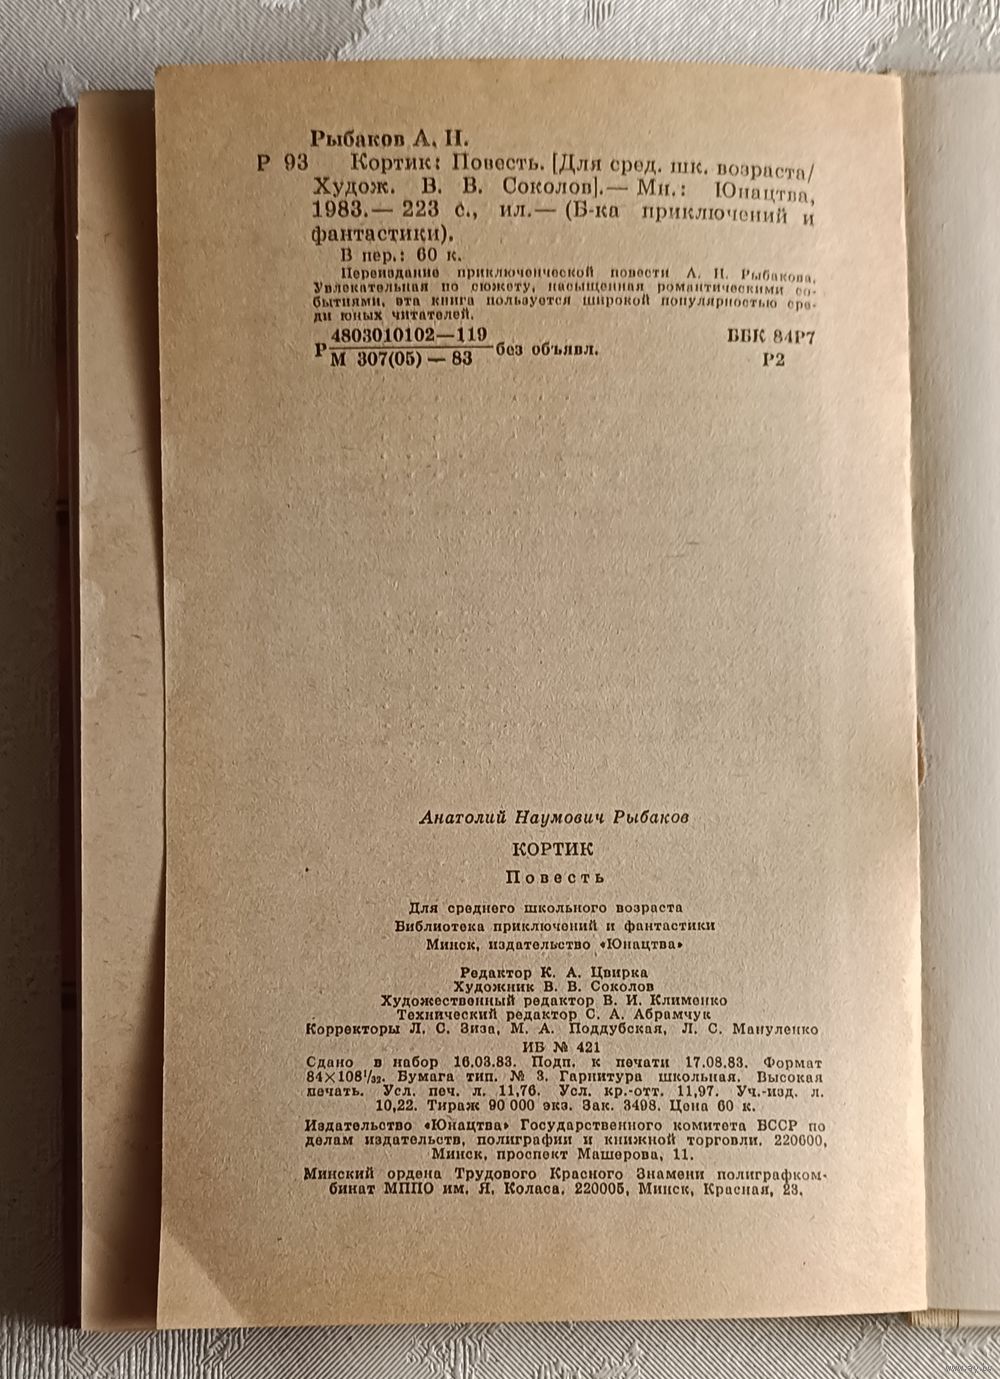 Рыбаков А. Н.
Р 93 Кортик: Повесть. [Для сред. шк. возраста/
Худож. В. В. Соколов].— Мн.: Юнацтва,
1983.— 223 с., ил.— (Б-ка приключений и
фантастики).
В пер.: 60 к.
Переиздание приключенческой повести А. Н. Рыбакова.
Увлекательная по сюжету, насыщенная романтическими со-
бытиями, эта книга пользуется широкой популярностью сре-
ди юных читателей.
Р 4803010102—119
М 307(05) — 83 без объявл.
ББК 84Р7
Р2
Анатолий Наумович Рыбаков
КОРТИК
Повесть
Для среднего школьного возраста
Библиотека приключений и фантастики
Минск, издательство «Юнацтва»
Редактор К. А. Цвирка
Художник В. В. Соколов
Художественный редактор В. И. Клименко
Технический редактор С. А. Абрамчук
Корректоры Л. С. Зиза, М. А. Поддубская, Л. С. Мануленко
ИБ № 421
Сдано в набор 16.03.83. Подп. к печати 17.08.83. Формат
84×108¹/₃₂. Бумага тип. № 3. Гарнитура школьная. Высокая
печать. Усл. печ. л. 11,76. Усл. кр.-отт. 11,97. Уч.-изд. л.
10,22. Тираж 90 000 экз. Зак. 3498. Цена 60 к.
Издательство «Юнацтва» Государственного комитета БССР по
делам издательств, полиграфии и книжной торговли. 220600,
Минск, проспект Машерова, 11.
Минский ордена Трудового Красного Знамени полиграфком-
бинат МППО им. Я. Коласа. 220005, Минск, Красная, 23.